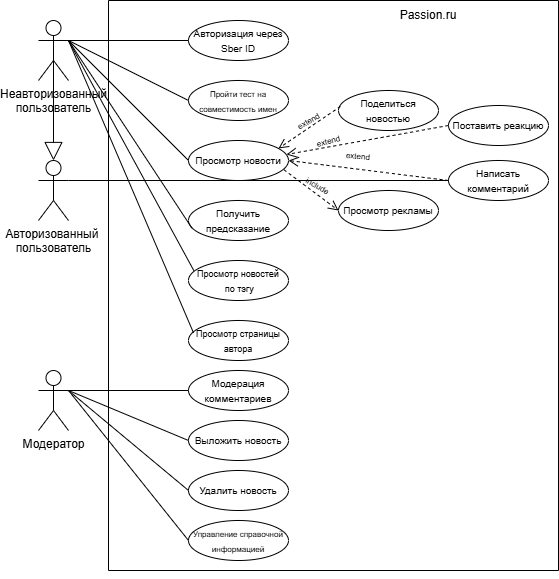 Passion.ru
Авторизация через
Sber ID
Неавторизованный
пользователь
Пройти тест на
совместимость имен
Поделиться
новостью
extend
Поставить реакцию
extend
Просмотр новости
extend
Написать
комментарий
include
Просмотр рекламы
Авторизованный
пользователь
Получить
предсказание
Просмотр новостей
по тэгу
Просмотр страницы
автора
Модерация
комментариев
Модератор
Выложить новость
Удалить новость
Управление справочной
информацией